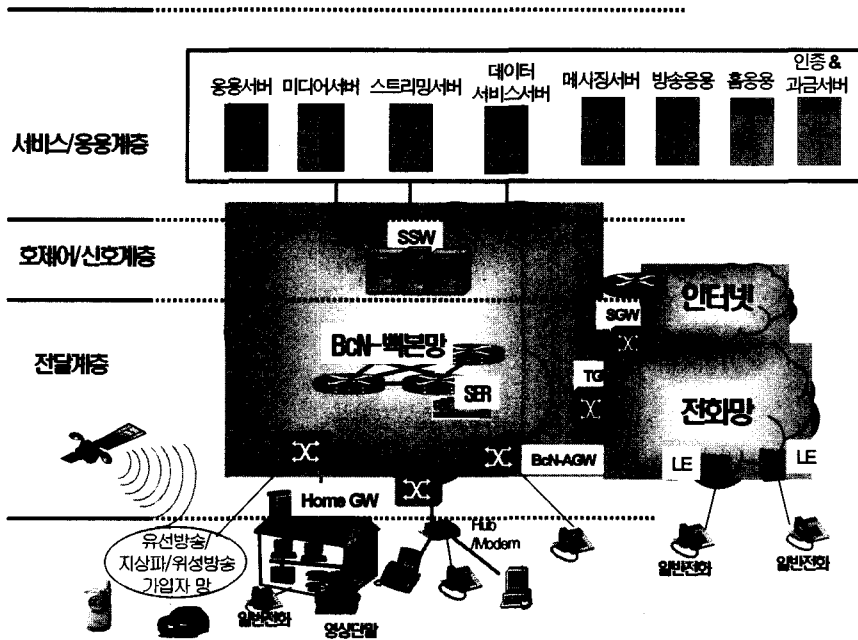 응용서버 미디어서버 스트리밍서버 데이터 서비스서버 메시징서버 방송응용 홈응용 인증 & 과금서버
서비스/응용계층
호제어/신호계층
SSW
인터넷
SGW
BcN-백본망
전달계층
TG
SER
전화망
BcN-AGW
LE
LE
Home GW
Hub
/Modem
유선방송/
지상파/위성방송
가입자 망
일반전화
영상단말
일반전화
일반전화